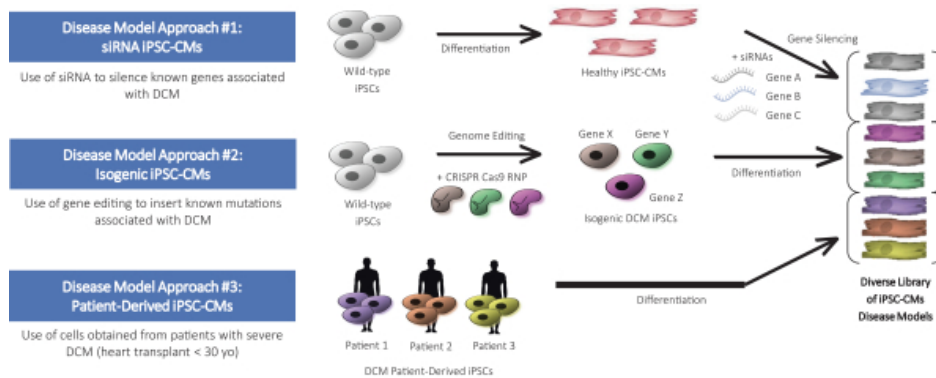 Disease Model Approach #1:
siRNA iPSC-CMs
Use of siRNA to silence known genes associated
with DCM
Wild-type
iPSCs
Differentiation
Healthy iPSC-CMs
Gene Silencing
+ siRNAs
Gene A
Gene B
Gene C
Disease Model Approach #2:
Isogenic iPSC-CMs
Use of gene editing to insert known mutations
associated with DCM
Wild-type
iPSCs
Genome Editing
+ CRISPR Cas9 RNP
Gene X
Gene Y
Gene Z
Isogenic DCM iPSCs
Differentiation
Disease Model Approach #3:
Patient-Derived iPSC-CMs
Use of cells obtained from patients with severe
DCM (heart transplant < 30 yo)
Patient 1
Patient 2
Patient 3
DCM Patient-Derived iPSCs
Differentiation
Diverse Library
of iPSC-CMs
Disease Models